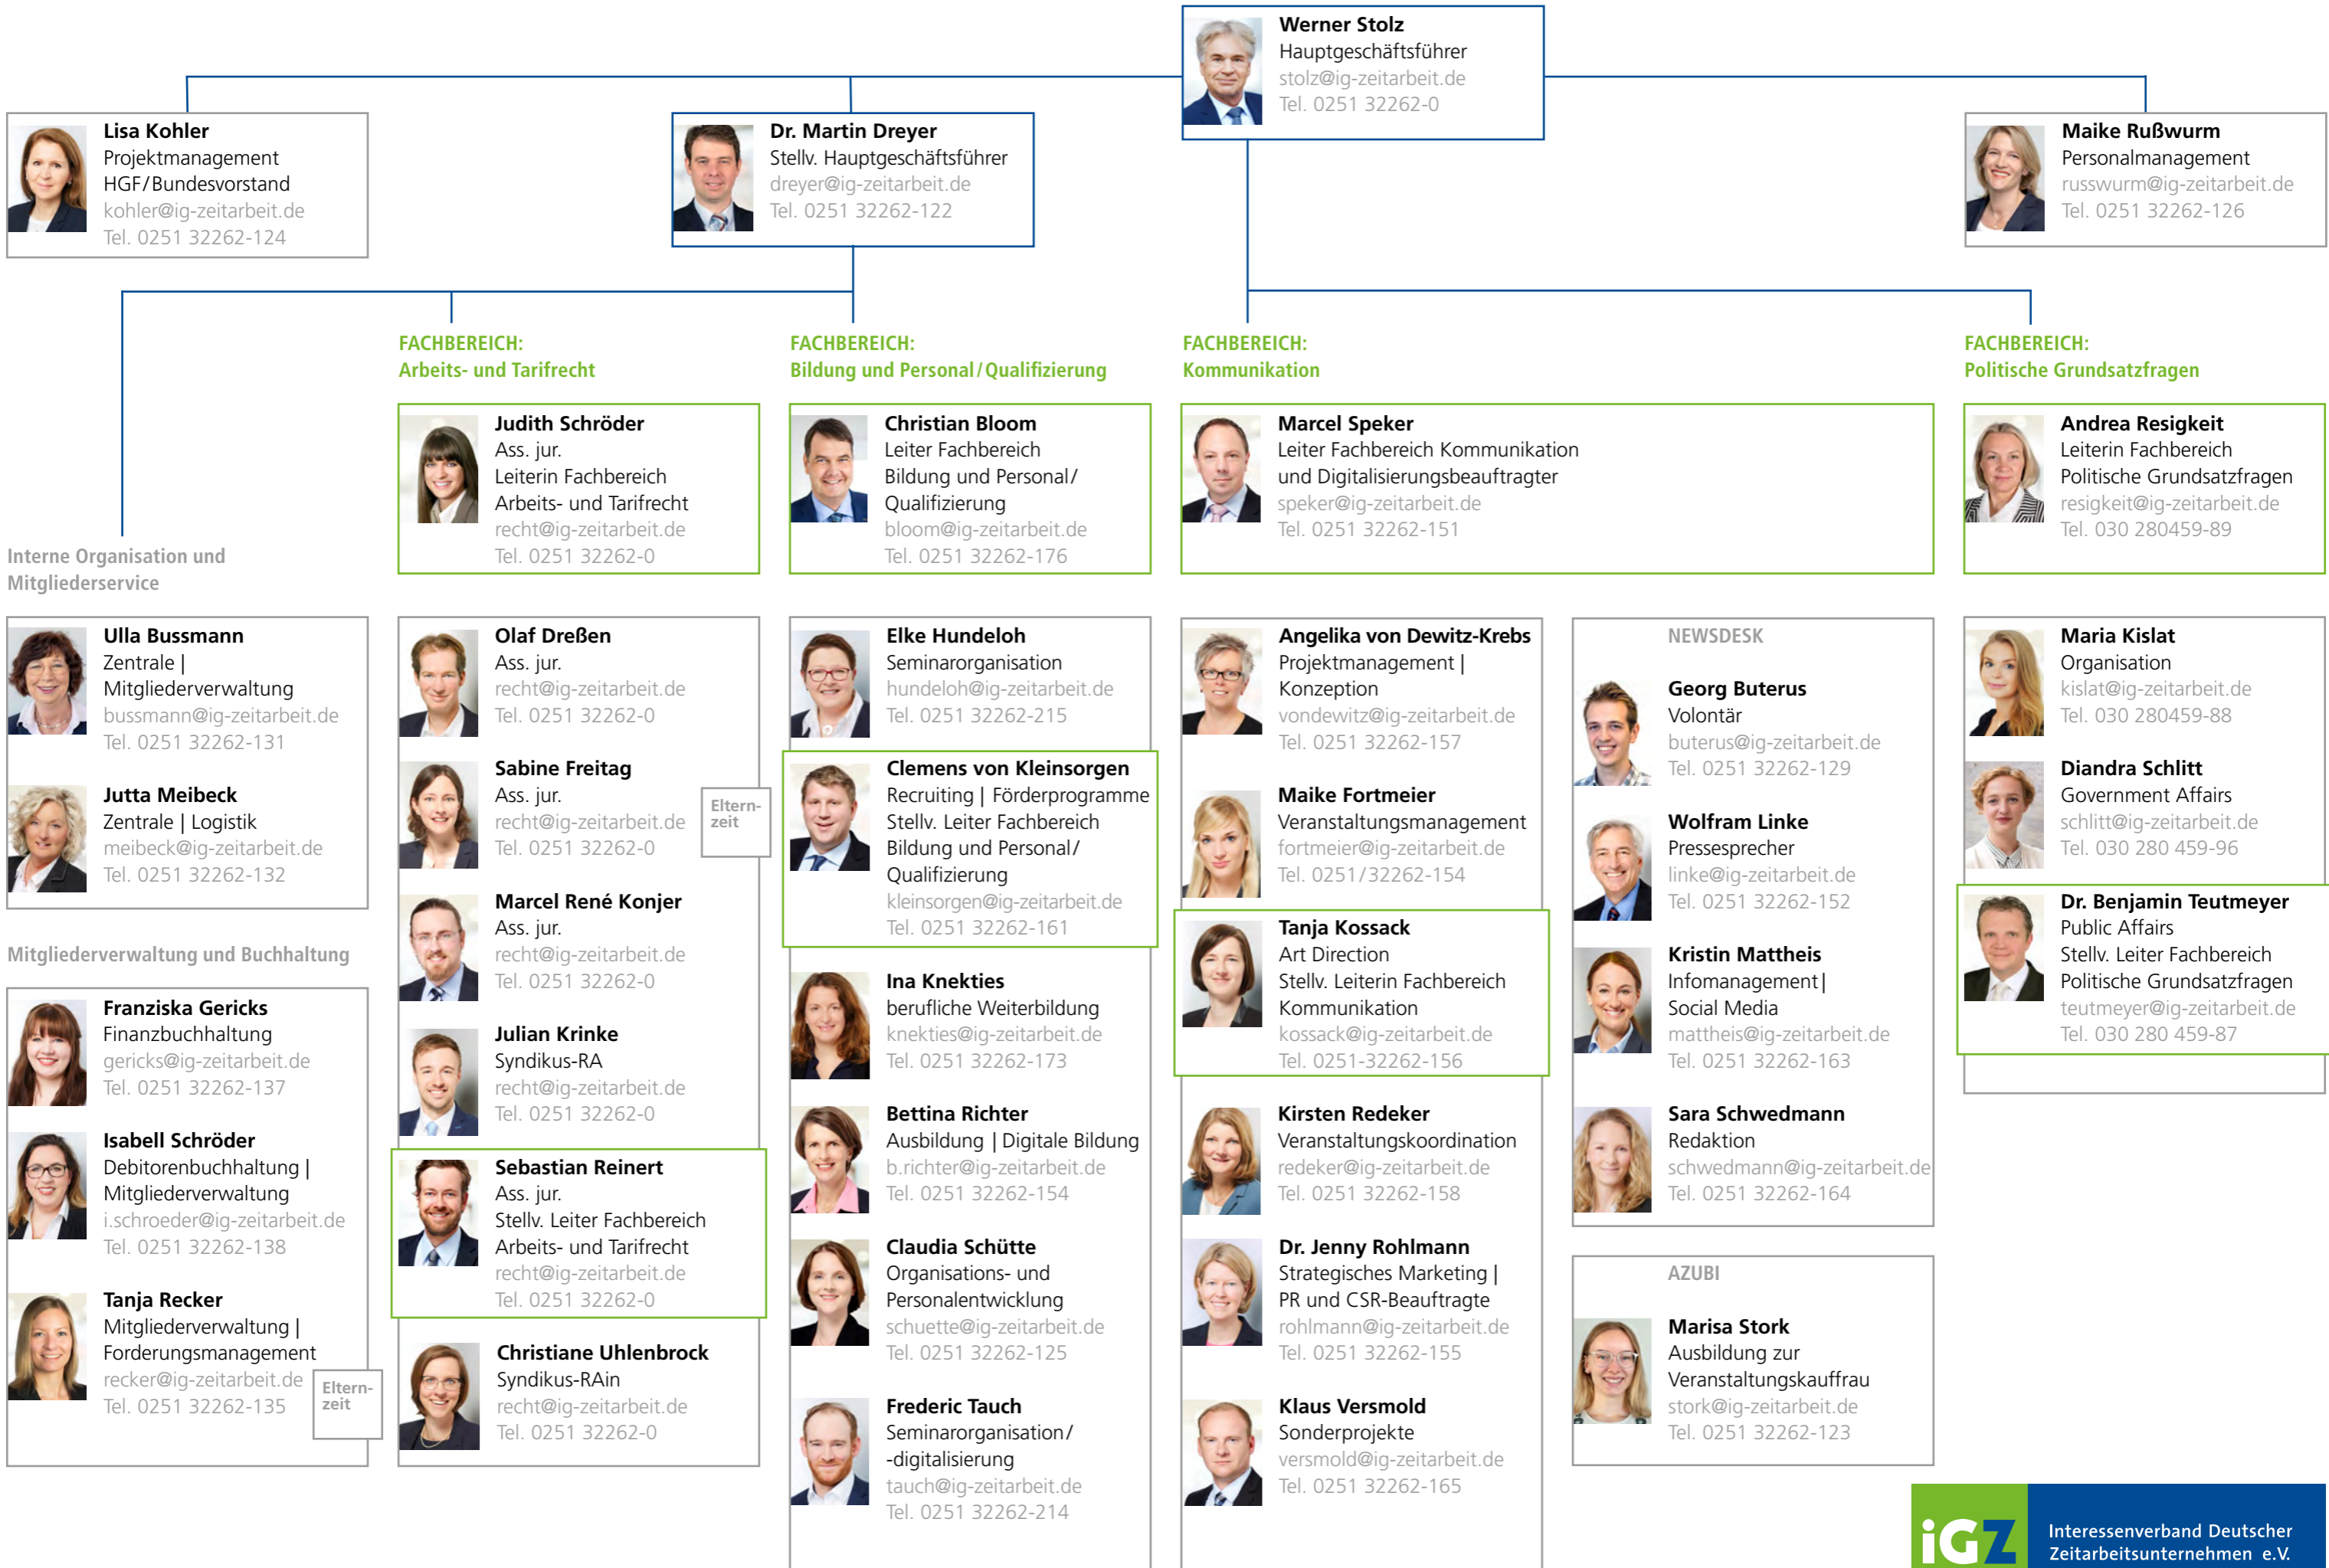 Werner Stolz
Hauptgeschäftsführer
stolz@ig-zeitarbeit.de
Tel. 0251 32262-0
Lisa Kohler
Projektmanagement
HGF/Bundesvorstand
kohler@ig-zeitarbeit.de
Tel. 0251 32262-124
Dr. Martin Dreyer
Stellv. Hauptgeschäftsführer
dreyer@ig-zeitarbeit.de
Tel. 0251 32262-122
Maike Rußwurm
Personalmanagement
russwurm@ig-zeitarbeit.de
Tel. 0251 32262-126
Interne Organisation und
Mitgliederservice
Ulla Bussmann
Zentrale |
Mitgliederverwaltung
bussmann@ig-zeitarbeit.de
Tel. 0251 32262-131
Jutta Meibeck
Zentrale | Logistik
meibeck@ig-zeitarbeit.de
Tel. 0251 32262-132
Mitgliederverwaltung und Buchhaltung
Franziska Gericks
Finanzbuchhaltung
gericks@ig-zeitarbeit.de
Tel. 0251 32262-137
Isabell Schröder
Debitorenbuchhaltung |
Mitgliederverwaltung
i.schroeder@ig-zeitarbeit.de
Tel. 0251 32262-138
Tanja Recker
Mitgliederverwaltung |
Forderungsmanagement
recker@ig-zeitarbeit.de
Tel. 0251 32262-135
Eltern-
zeit
FACHBEREICH:
Arbeits- und Tarifrecht
Judith Schröder
Ass. jur.
Leiterin Fachbereich
Arbeits- und Tarifrecht
recht@ig-zeitarbeit.de
Tel. 0251 32262-0
Olaf Dreßen
Ass. jur.
recht@ig-zeitarbeit.de
Tel. 0251 32262-0
Sabine Freitag
Ass. jur.
recht@ig-zeitarbeit.de
Tel. 0251 32262-0
Eltern-
zeit
Marcel René Konjer
Ass. jur.
recht@ig-zeitarbeit.de
Tel. 0251 32262-0
Julian Krinke
Syndikus-RA
recht@ig-zeitarbeit.de
Tel. 0251 32262-0
Sebastian Reinert
Ass. jur.
Stellv. Leiter Fachbereich
Arbeits- und Tarifrecht
recht@ig-zeitarbeit.de
Tel. 0251 32262-0
Christiane Uhlenbrock
Syndikus-RAin
recht@ig-zeitarbeit.de
Tel. 0251 32262-0
FACHBEREICH:
Bildung und Personal/Qualifizierung
Christian Bloom
Leiter Fachbereich
Bildung und Personal/
Qualifizierung
bloom@ig-zeitarbeit.de
Tel. 0251 32262-176
Elke Hundeloh
Seminarorganisation
hundeloh@ig-zeitarbeit.de
Tel. 0251 32262-215
Clemens von Kleinsorgen
Recruiting | Förderprogramme
Stellv. Leiter Fachbereich
Bildung und Personal/
Qualifizierung
kleinsorgen@ig-zeitarbeit.de
Tel. 0251 32262-161
Ina Knekties
berufliche Weiterbildung
knekties@ig-zeitarbeit.de
Tel. 0251 32262-173
Bettina Richter
Ausbildung | Digitale Bildung
b.richter@ig-zeitarbeit.de
Tel. 0251 32262-154
Claudia Schütte
Organisations- und
Personalentwicklung
schuette@ig-zeitarbeit.de
Tel. 0251 32262-125
Frederic Tauch
Seminarorganisation/
-digitalisierung
tauch@ig-zeitarbeit.de
Tel. 0251 32262-214
FACHBEREICH:
Kommunikation
Marcel Speker
Leiter Fachbereich Kommunikation
und Digitalisierungsbeauftragter
speker@ig-zeitarbeit.de
Tel. 0251 32262-151
Angelika von Dewitz-Krebs
Projektmanagement |
Konzeption
vondewitz@ig-zeitarbeit.de
Tel. 0251 32262-157
Maike Fortmeier
Veranstaltungsmanagement
fortmeier@ig-zeitarbeit.de
Tel. 0251/32262-154
Tanja Kossack
Art Direction
Stellv. Leiterin Fachbereich
Kommunikation
kossack@ig-zeitarbeit.de
Tel. 0251-32262-156
Kirsten Redeker
Veranstaltungskoordination
redeker@ig-zeitarbeit.de
Tel. 0251 32262-158
Dr. Jenny Rohlmann
Strategisches Marketing |
PR und CSR-Beauftragte
rohlmann@ig-zeitarbeit.de
Tel. 0251 32262-155
Klaus Versmold
Sonderprojekte
versmold@ig-zeitarbeit.de
Tel. 0251 32262-165
NEWSDESK
Georg Buterus
Volontär
buterus@ig-zeitarbeit.de
Tel. 0251 32262-129
Wolfram Linke
Pressesprecher
linke@ig-zeitarbeit.de
Tel. 0251 32262-152
Kristin Mattheis
Infomanagement|
Social Media
mattheis@ig-zeitarbeit.de
Tel. 0251 32262-163
Sara Schwedmann
Redaktion
schwedmann@ig-zeitarbeit.de
Tel. 0251 32262-164
AZUBI
Marisa Stork
Ausbildung zur
Veranstaltungskauffrau
stork@ig-zeitarbeit.de
Tel. 0251 32262-123
FACHBEREICH:
Politische Grundsatzfragen
Andrea Resigkeit
Leiterin Fachbereich
Politische Grundsatzfragen
resigkeit@ig-zeitarbeit.de
Tel. 030 280459-89
Maria Kislat
Organisation
kislat@ig-zeitarbeit.de
Tel. 030 280459-88
Diandra Schlitt
Government Affairs
schlitt@ig-zeitarbeit.de
Tel. 030 280 459-96
Dr. Benjamin Teutmeyer
Public Affairs
Stellv. Leiter Fachbereich
Politische Grundsatzfragen
teutmeyer@ig-zeitarbeit.de
Tel. 030 280 459-87
iGZ
Interessenverband Deutscher
Zeitarbeitsunternehmen e.V.